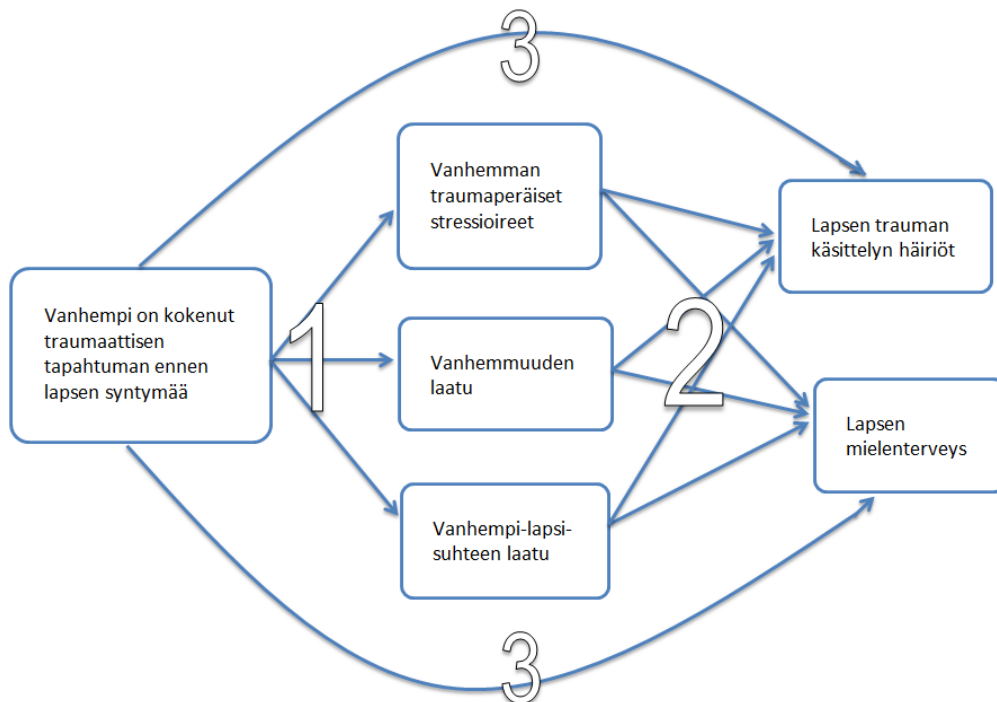 3
Vanhemman
traumaperäiset
stressioireet
Lapsen trauman
käsittelyn häiriöt
Vanhempi on kokenut
traumaattisen
tapahtuman ennen
lapsen syntymää
1
Vanhemmuuden
laatu
2
Lapsen
mielenterveys
Vanhempi-lapsi-
suhteen laatu
3